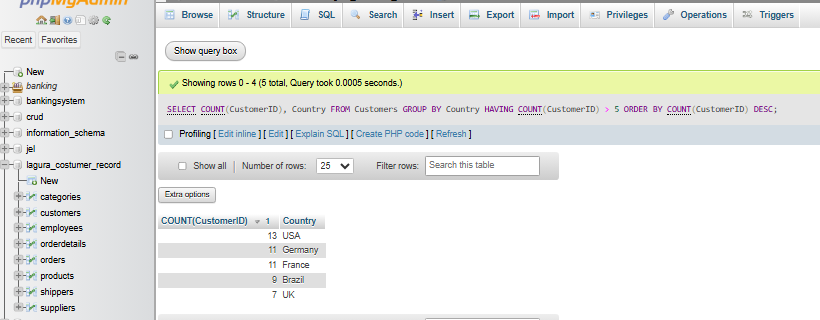 phpMyAdmin
Recent Favorites
New
banking
bankingsystem
crud
information_schema
jel
lagura_costumer_record
New
categories
customers
employees
orderdetails
orders
products
shippers
suppliers
Browse Structure SQL Search Insert Export Import Privileges Operations Triggers
Show query box
Showing rows 0 - 4 (5 total, Query took 0.0005 seconds.)
SELECT COUNT(CustomerID), Country FROM Customers GROUP BY Country HAVING COUNT(CustomerID) > 5 ORDER BY COUNT(CustomerID) DESC;
Profiling [ Edit inline ] [ Edit ] [ Explain SQL ] [ Create PHP code ] [ Refresh ]
Show all | Number of rows: 25 Filter rows: Search this table
Extra options
COUNT(CustomerID) 1 Country
13 USA
11 Germany
11 France
9 Brazil
7 UK